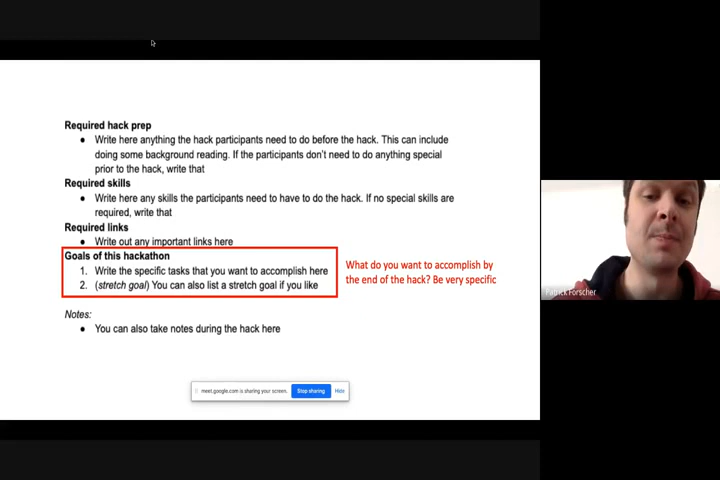 Required hack prep
● Write here anything the hack participants need to do before the hack. This can include
doing some background reading. If the participants don't need to do anything special
prior to the hack, write that
Required skills
● Write here any skills the participants need to have to do the hack. If no special skills are
required, write that
Required links
● Write out any important links here
Goals of this hackathon
1. Write the specific tasks that you want to accomplish here
2. (stretch goal) You can also list a stretch goal if you like
What do you want to accomplish by
the end of the hack? Be very specific
Notes:
● You can also take notes during the hack here
meet.google.com is sharing your screen.
Stop sharing
Hide
Patrick Forscher